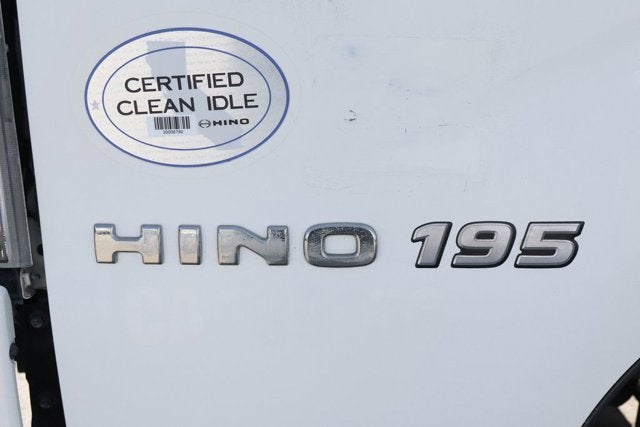 CERTIFIED
CLEAN IDLE
HINO
HINO 195